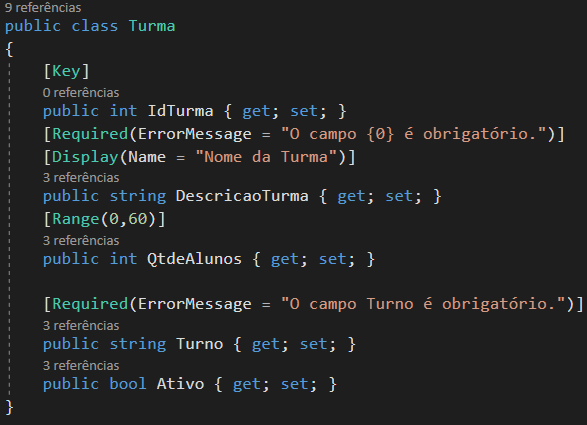 9 referências
public class Turma
{
[Key]
0 referências
public int IdTurma { get; set; }
[Required(ErrorMessage = "O campo {0} é obrigatório.")]
[Display(Name = "Nome da Turma")]
3 referências
public string DescricaoTurma { get; set; }
[Range(0,60)]
3 referências
public int QtdeAlunos { get; set; }
[Required(ErrorMessage = "O campo Turno é obrigatório.")]
3 referências
public string Turno { get; set; }
3 referências
public bool Ativo { get; set; }
}